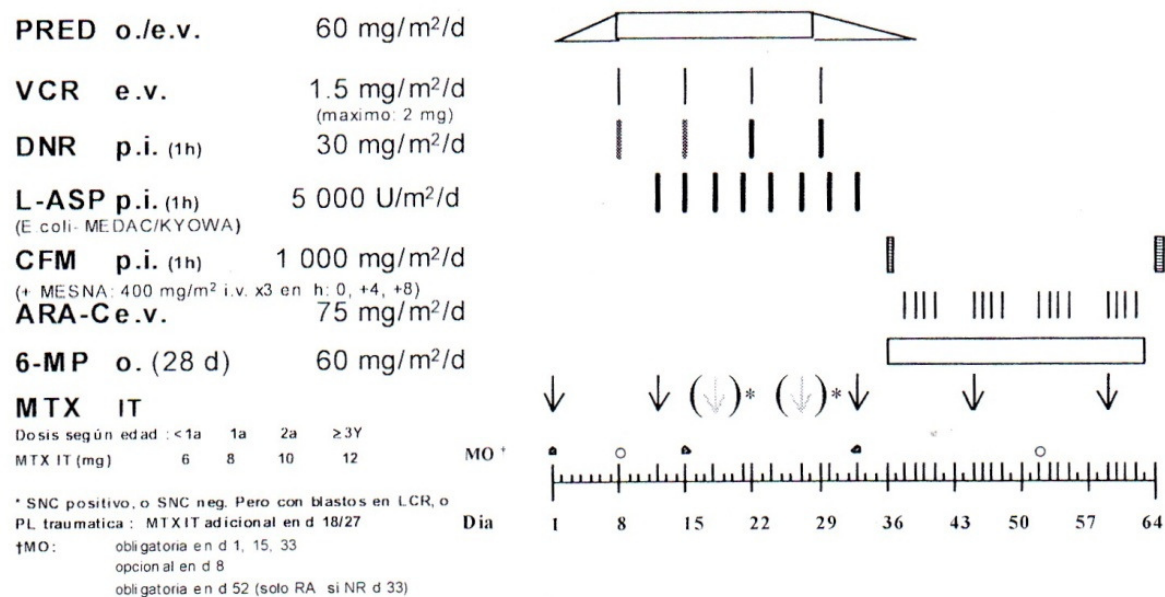 PRED o./e.v. 60 mg/m²/d
VCR e.v. 1.5 mg/m²/d
(maximo: 2 mg)
DNR p.i. (1h) 30 mg/m²/d
L-ASP p.i. (1h) 5 000 U/m²/d
(E.coli- MEDAC/KYOWA)
CFM p.i. (1h) 1 000 mg/m²/d
(+ MESNA: 400 mg/m² i.v. x3 en h: 0, +4, +8)
ARA-C e.v. 75 mg/m²/d
6-MP o. (28 d) 60 mg/m²/d
MTX IT ( )* ( )*
Dosis según edad : <1a 1a 2a ≥3Y
MTX IT (mg) 6 8 10 12 MO †
* SNC positivo, o SNC neg. Pero con blastos en LCR, o
PL traumatica : MTX IT adicional en d 18/27
Dia 1 8 15 22 29 36 43 50 57 64
†MO: obligatoria en d 1, 15, 33
opcional en d 8
obligatoria en d 52 (solo RA si NR d 33)